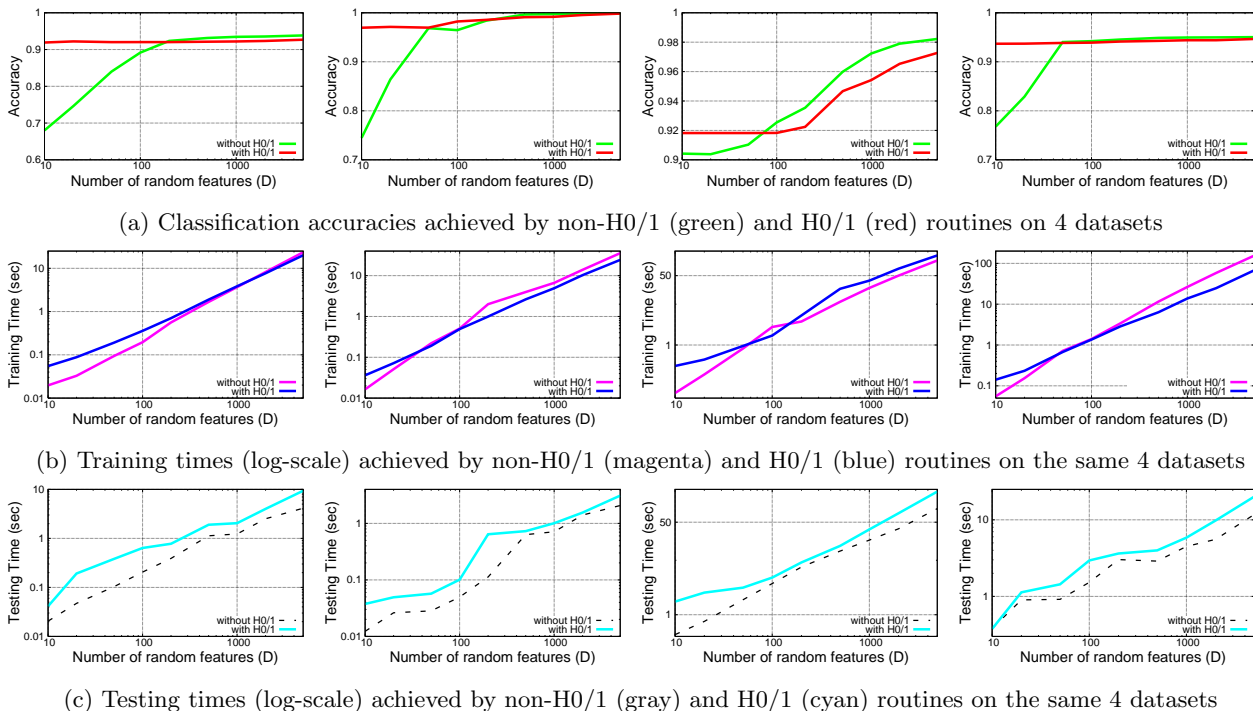 1
0.9
0.8
0.7
0.6
Accuracy
without H0/1
with H0/1
10 100 1000
Number of random features (D)
1
0.9
0.8
0.7
Accuracy
without H0/1
with H0/1
10 100 1000
Number of random features (D)
1
0.98
0.96
0.94
0.92
0.9
Accuracy
without H0/1
with H0/1
10 100 1000
Number of random features (D)
1
0.9
0.8
0.7
Accuracy
without H0/1
with H0/1
10 100 1000
Number of random features (D)
(a) Classification accuracies achieved by non-H0/1 (green) and H0/1 (red) routines on 4 datasets
10
1
0.1
0.01
Training Time (sec)
without H0/1
with H0/1
10 100 1000
Number of random features (D)
10
1
0.1
0.01
Training Time (sec)
without H0/1
with H0/1
10 100 1000
Number of random features (D)
50
1
Training Time (sec)
without H0/1
with H0/1
10 100 1000
Number of random features (D)
100
10
1
0.1
Training Time (sec)
without H0/1
with H0/1
10 100 1000
Number of random features (D)
(b) Training times (log-scale) achieved by non-H0/1 (magenta) and H0/1 (blue) routines on the same 4 datasets
10
1
0.1
0.01
Testing Time (sec)
without H0/1
with H0/1
10 100 1000
Number of random features (D)
1
0.1
0.01
Testing Time (sec)
without H0/1
with H0/1
10 100 1000
Number of random features (D)
50
1
Testing Time (sec)
without H0/1
with H0/1
10 100 1000
Number of random features (D)
10
1
Testing Time (sec)
without H0/1
with H0/1
10 100 1000
Number of random features (D)
(c) Testing times (log-scale) achieved by non-H0/1 (gray) and H0/1 (cyan) routines on the same 4 datasets